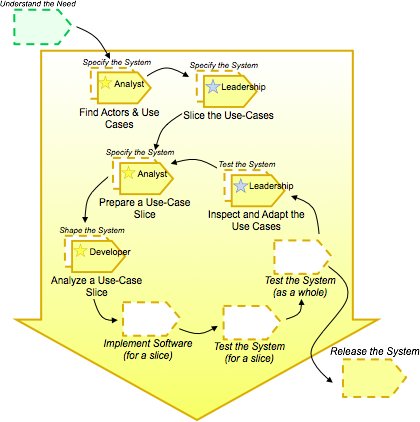 Understand the Need
Specify the System
Analyst
Find Actors & Use
Cases
Specify the System
Leadership
Slice the Use-Cases
Specify the System
Analyst
Prepare a Use-Case
Slice
Test the System
Leadership
Inspect and Adapt the
Use Cases
Shape the System
Developer
Analyze a Use-Case
Slice
Implement Software
(for a slice)
Test the System
(for a slice)
Test the System
(as a whole)
Release the System